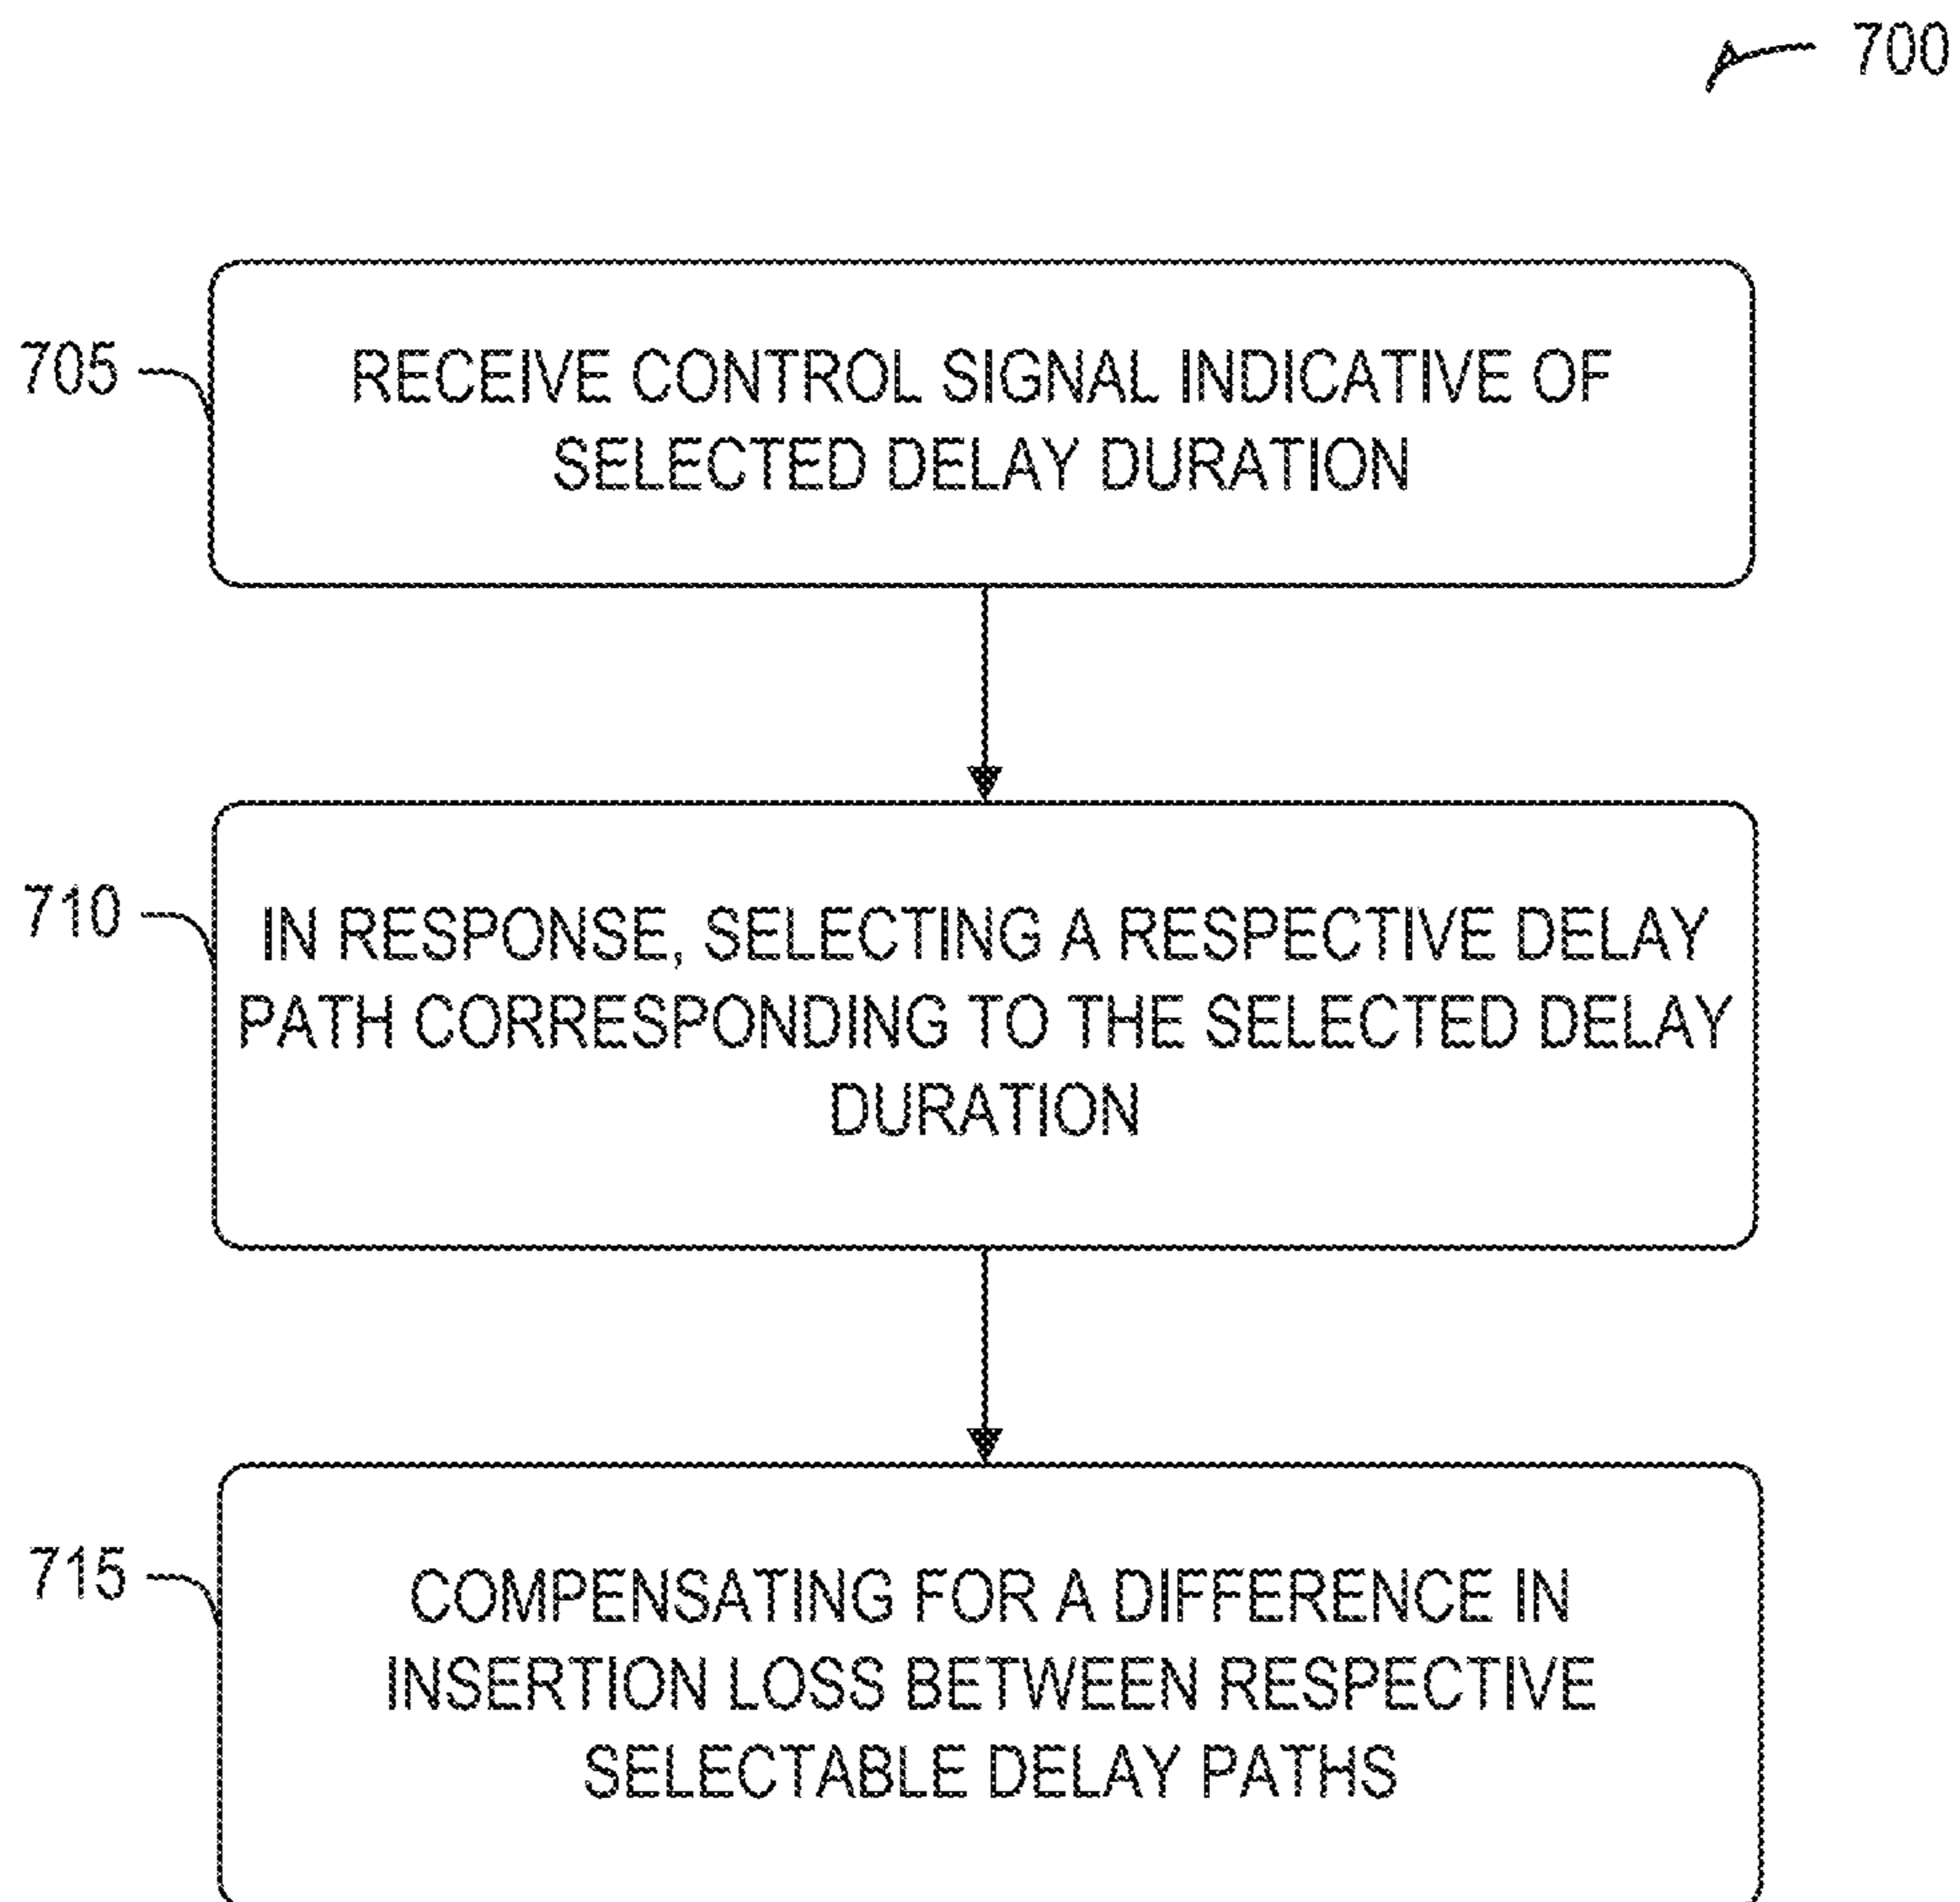 700
705
RECEIVE CONTROL SIGNAL INDICATIVE OF
SELECTED DELAY DURATION
710
IN RESPONSE, SELECTING A RESPECTIVE DELAY
PATH CORRESPONDING TO THE SELECTED DELAY
DURATION
715
COMPENSATING FOR A DIFFERENCE IN
INSERTION LOSS BETWEEN RESPECTIVE
SELECTABLE DELAY PATHS